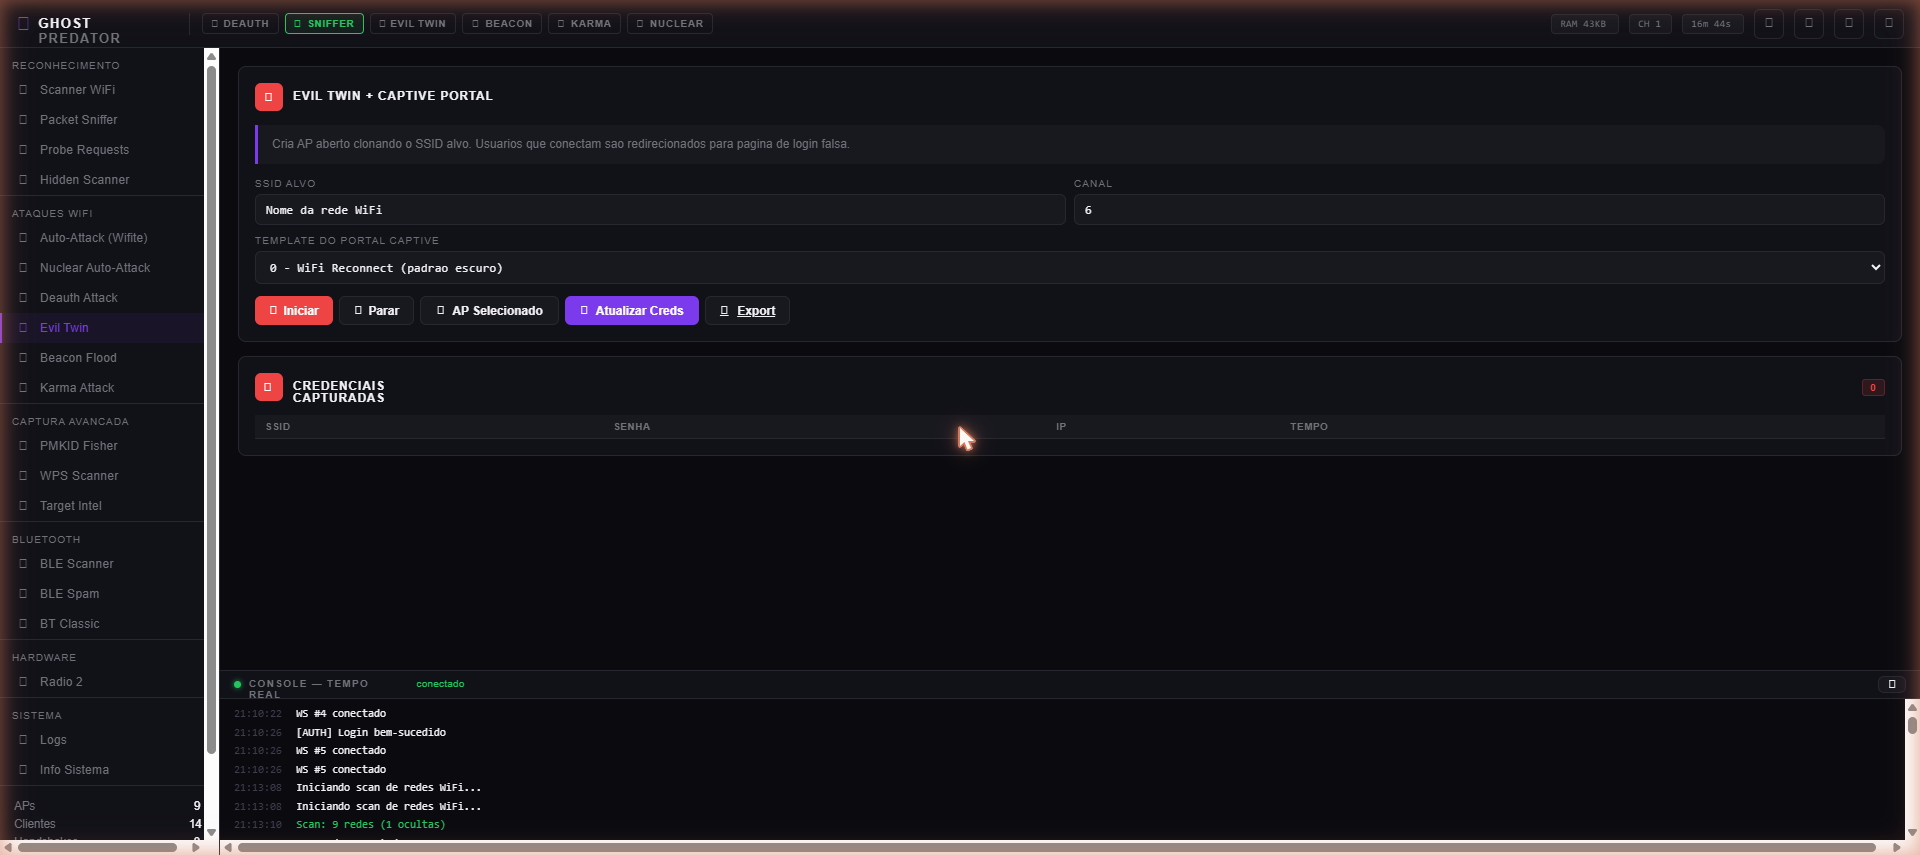 GHOST
PREDATOR
DEAUTH
SNIFFER
EVIL TWIN
BEACON
KARMA
NUCLEAR
RAM 43KB
CH 1
16m 44s
RECONHECIMENTO
Scanner WiFi
Packet Sniffer
Probe Requests
Hidden Scanner
ATAQUES WIFI
Auto-Attack (Wifite)
Nuclear Auto-Attack
Deauth Attack
Evil Twin
Beacon Flood
Karma Attack
CAPTURA AVANCADA
PMKID Fisher
WPS Scanner
Target Intel
BLUETOOTH
BLE Scanner
BLE Spam
BT Classic
HARDWARE
Radio 2
SISTEMA
Logs
Info Sistema
APs 9
Clientes 14
EVIL TWIN + CAPTIVE PORTAL
Cria AP aberto clonando o SSID alvo. Usuarios que conectam sao redirecionados para pagina de login falsa.
SSID ALVO
Nome da rede WiFi
CANAL
6
TEMPLATE DO PORTAL CAPTIVE
0 - WiFi Reconnect (padrao escuro)
Iniciar
Parar
AP Selecionado
Atualizar Creds
Export
CREDENCIAIS
CAPTURADAS
0
SSID SENHA IP TEMPO
CONSOLE — TEMPO
REAL
conectado
21:10:22 WS #4 conectado
21:10:26 [AUTH] Login bem-sucedido
21:10:26 WS #5 conectado
21:10:26 WS #5 conectado
21:13:08 Iniciando scan de redes WiFi...
21:13:08 Iniciando scan de redes WiFi...
21:13:10 Scan: 9 redes (1 ocultas)